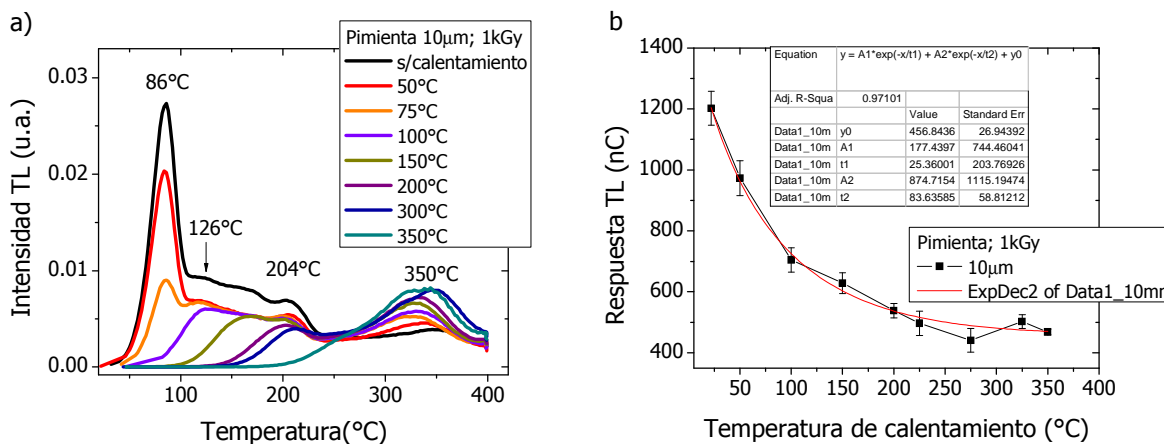 a)
Pimienta 10μm; 1kGy
s/calentamiento
50°C
75°C
100°C
150°C
200°C
300°C
350°C
86°C
126°C
204°C
350°C
0.03
0.02
0.01
0.00
Intensidad TL (u.a.)
100 200 300 400
Temperatura(°C)
b
1400
1200
1000
800
600
400
Respuesta TL (nC)
Equation y = A1*exp(-x/t1) + A2*exp(-x/t2) + y0
Adj. R-Squa 0.97101
Value Standard Err
Data1_10m y0 456.8436 26.94392
Data1_10m A1 177.4397 744.46041
Data1_10m t1 25.36001 203.76926
Data1_10m A2 874.7154 1115.19474
Data1_10m t2 83.63585 58.81212
Pimienta; 1kGy
10μm
ExpDec2 of Data1_10mm
50 100 150 200 250 300 350 400
Temperatura de calentamiento (°C)